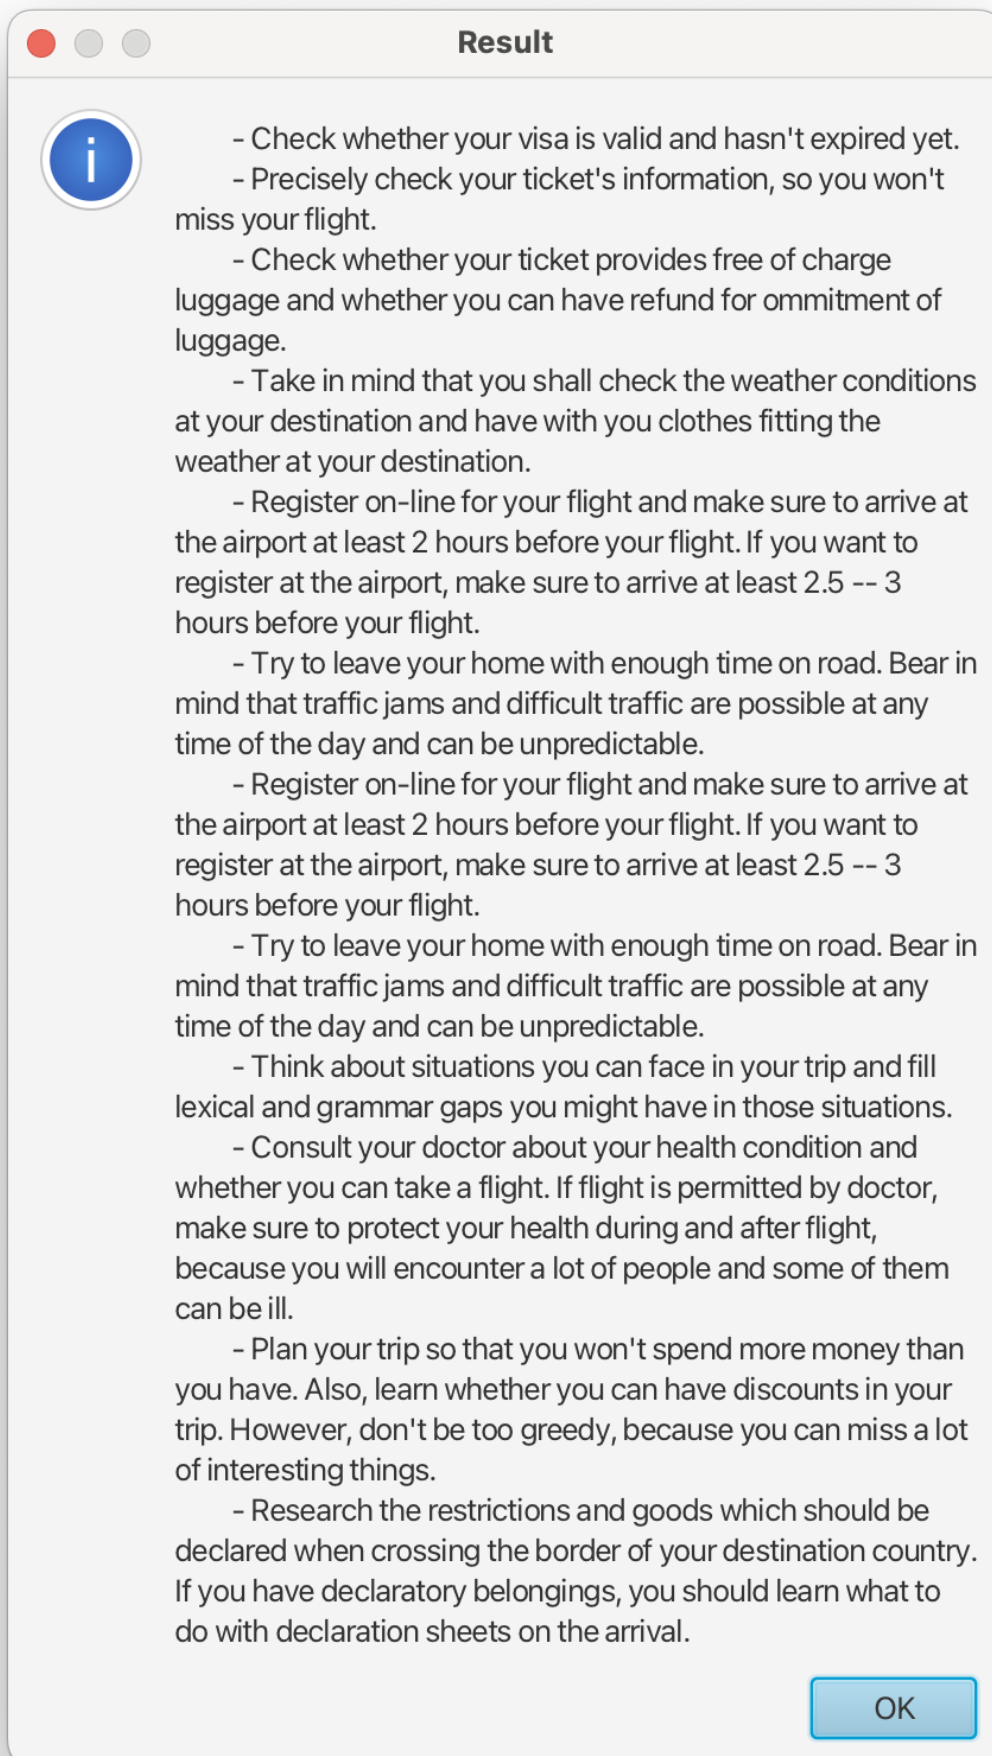 Result
i
- Check whether your visa is valid and hasn't expired yet.
- Precisely check your ticket's information, so you won't
miss your flight.
- Check whether your ticket provides free of charge
luggage and whether you can have refund for ommitment of
luggage.
- Take in mind that you shall check the weather conditions
at your destination and have with you clothes fitting the
weather at your destination.
- Register on-line for your flight and make sure to arrive at
the airport at least 2 hours before your flight. If you want to
register at the airport, make sure to arrive at least 2.5 -- 3
hours before your flight.
- Try to leave your home with enough time on road. Bear in
mind that traffic jams and difficult traffic are possible at any
time of the day and can be unpredictable.
- Register on-line for your flight and make sure to arrive at
the airport at least 2 hours before your flight. If you want to
register at the airport, make sure to arrive at least 2.5 -- 3
hours before your flight.
- Try to leave your home with enough time on road. Bear in
mind that traffic jams and difficult traffic are possible at any
time of the day and can be unpredictable.
- Think about situations you can face in your trip and fill
lexical and grammar gaps you might have in those situations.
- Consult your doctor about your health condition and
whether you can take a flight. If flight is permitted by doctor,
make sure to protect your health during and after flight,
because you will encounter a lot of people and some of them
can be ill.
- Plan your trip so that you won't spend more money than
you have. Also, learn whether you can have discounts in your
trip. However, don't be too greedy, because you can miss a lot
of interesting things.
- Research the restrictions and goods which should be
declared when crossing the border of your destination country.
If you have declaratory belongings, you should learn what to
do with declaration sheets on the arrival.
OK